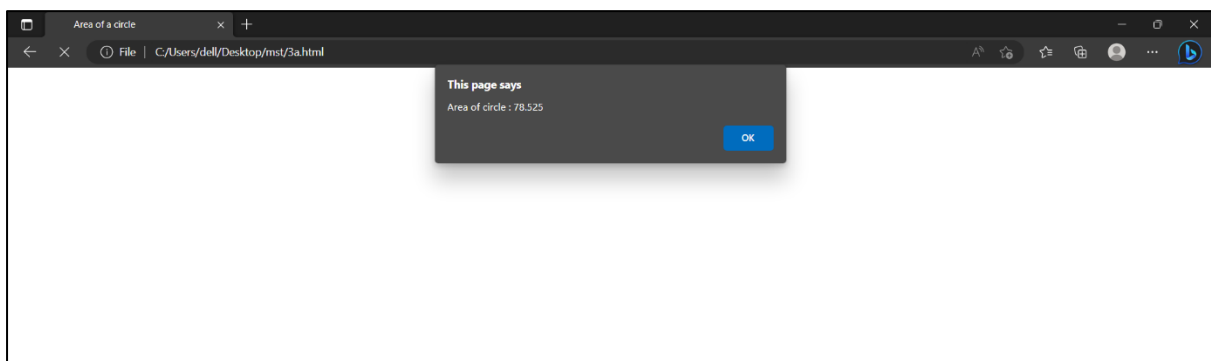 Area of a circle
File | C:/Users/dell/Desktop/mst/3a.html
This page says
Area of circle : 78.525
OK